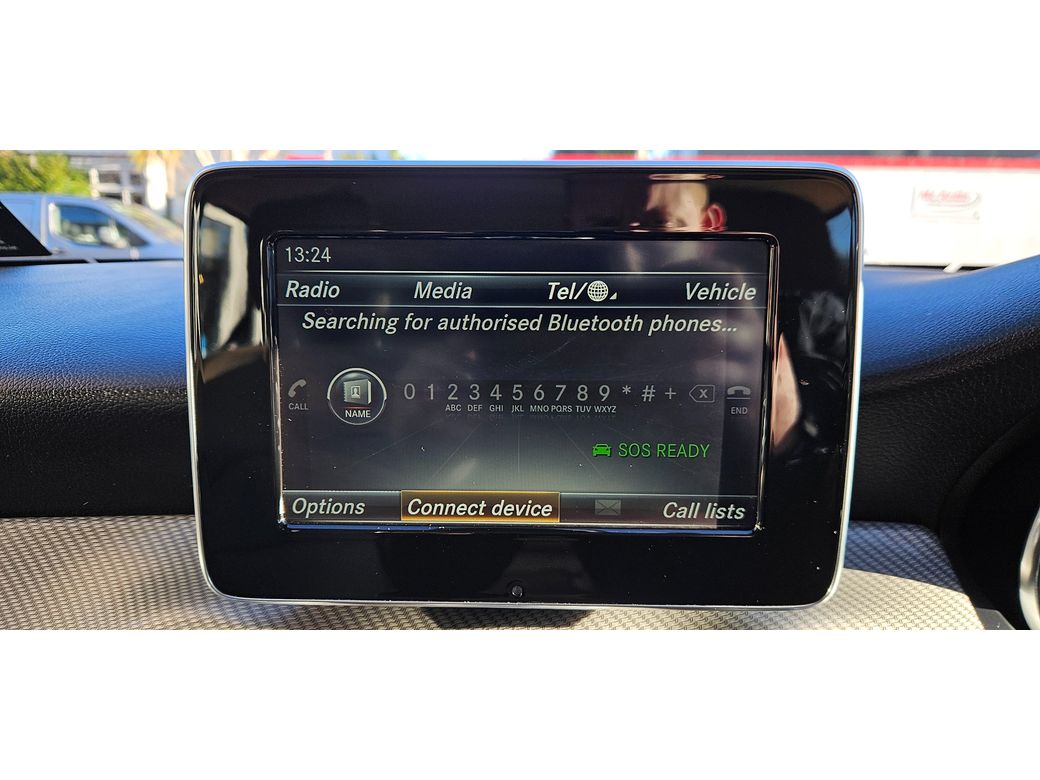 13:24
Radio Media Tel/ Vehicle
Searching for authorised Bluetooth phones...
CALL NAME 0 1 2 3 4 5 6 7 8 9 * # + END
ABC DEF GHI JKL MNO PQRS TUV WXYZ
SOS READY
Options Connect device Call lists